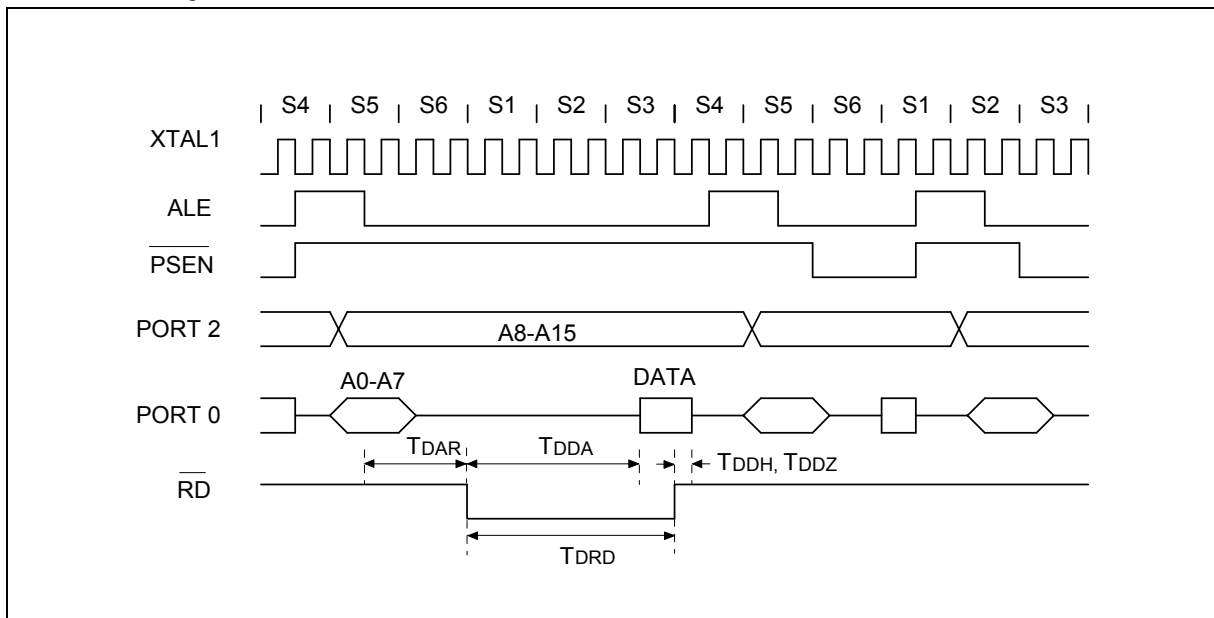 S4 S5 S6 S1 S2 S3 S4 S5 S6 S1 S2 S3
XTAL1
ALE
PSEN
PORT 2
A8-A15
A0-A7 DATA
PORT 0
TDAR TDDA TDDH, TDDZ
RD
TDRD